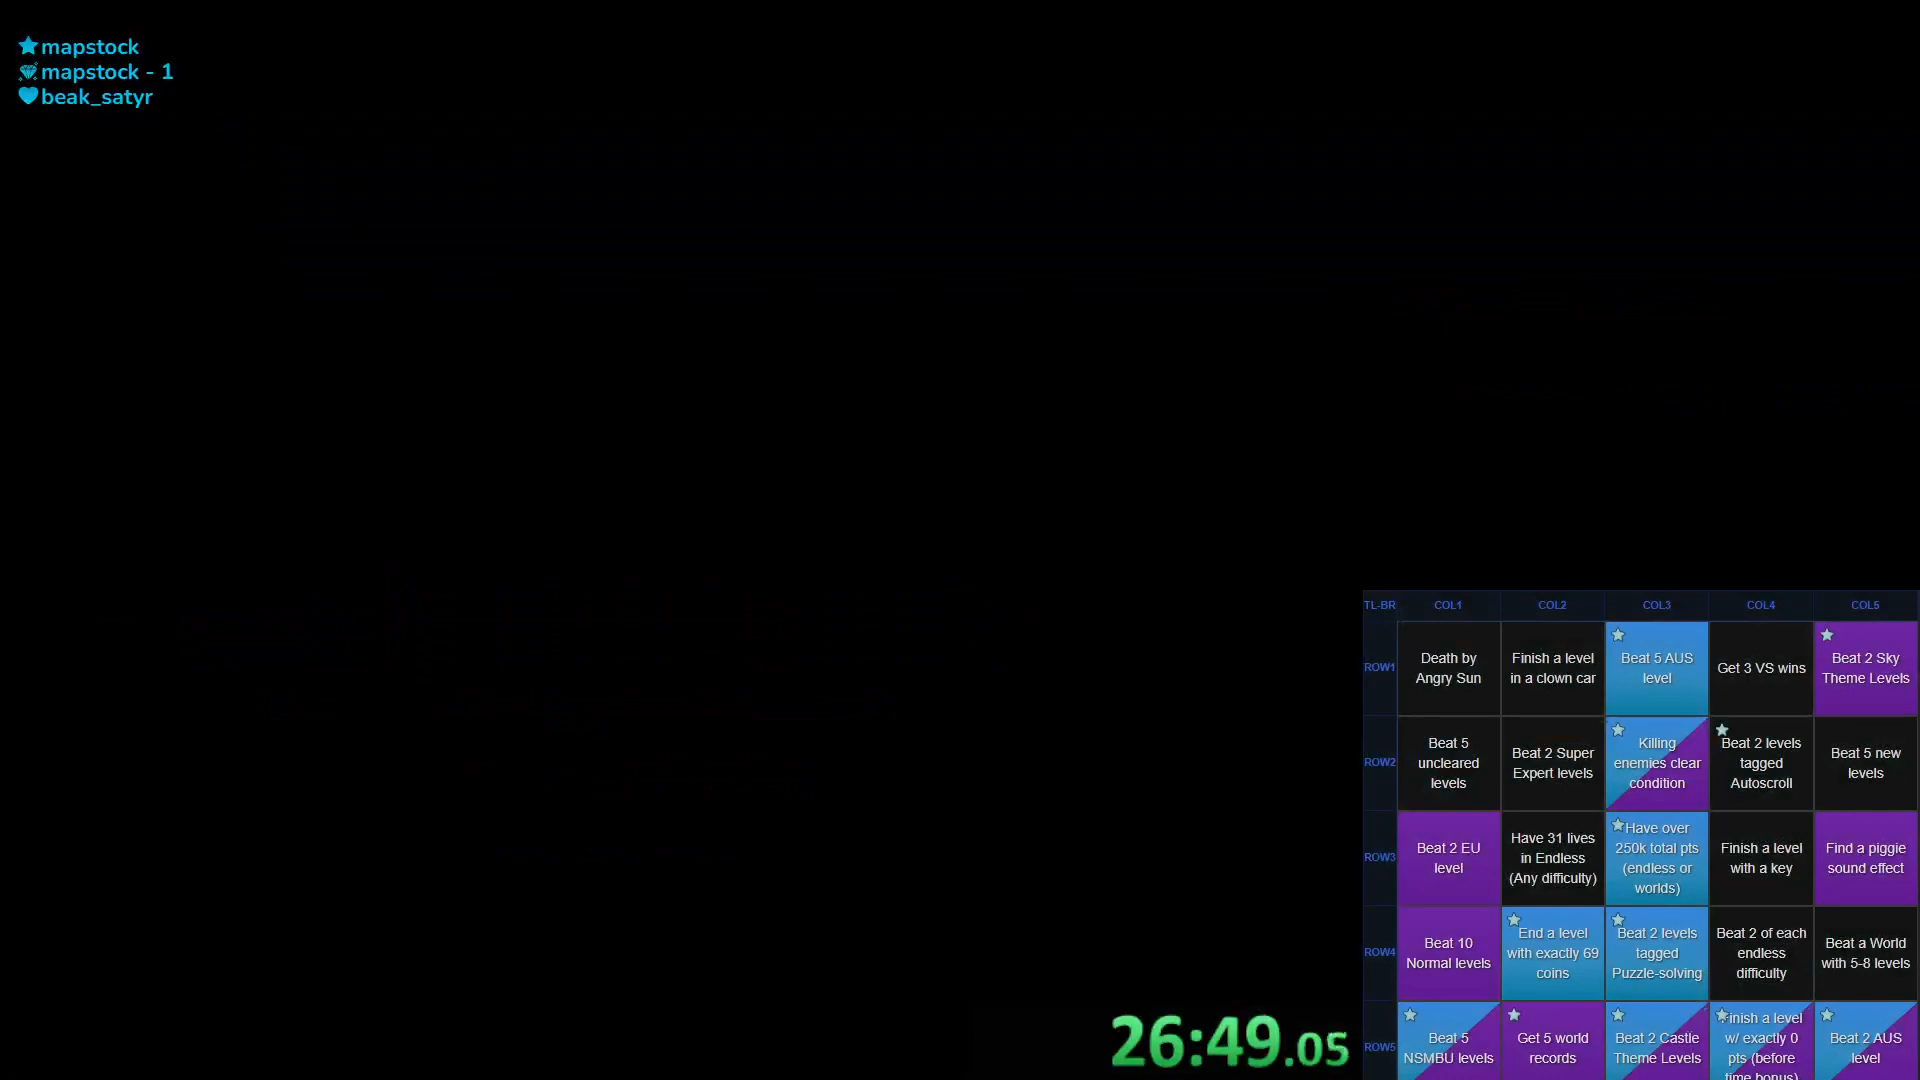 mapstock
mapstock - 1
beak_satyr
TL-BR COL1 COL2 COL3 COL4 COL5
ROW1
Death by
Angry Sun
Finish a level
in a clown car
Beat 5 AUS
level
Get 3 VS wins
Beat 2 Sky
Theme Levels
ROW2
Beat 5
uncleared
levels
Beat 2 Super
Expert levels
Killing
enemies clear
condition
Beat 2 levels
tagged
Autoscroll
Beat 5 new
levels
ROW3
Beat 2 EU
level
Have 31 lives
in Endless
(Any difficulty)
Have over
250k total pts
(endless or
worlds)
Finish a level
with a key
Find a piggie
sound effect
ROW4
Beat 10
Normal levels
End a level
with exactly 69
coins
Beat 2 levels
tagged
Puzzle-solving
Beat 2 of each
endless
difficulty
Beat a World
with 5-8 levels
ROW5
Beat 5
NSMBU levels
Get 5 world
records
Beat 2 Castle
Theme Levels
Finish a level
w/ exactly 0
pts (before
time bonus)
Beat 2 AUS
level
26:49.05